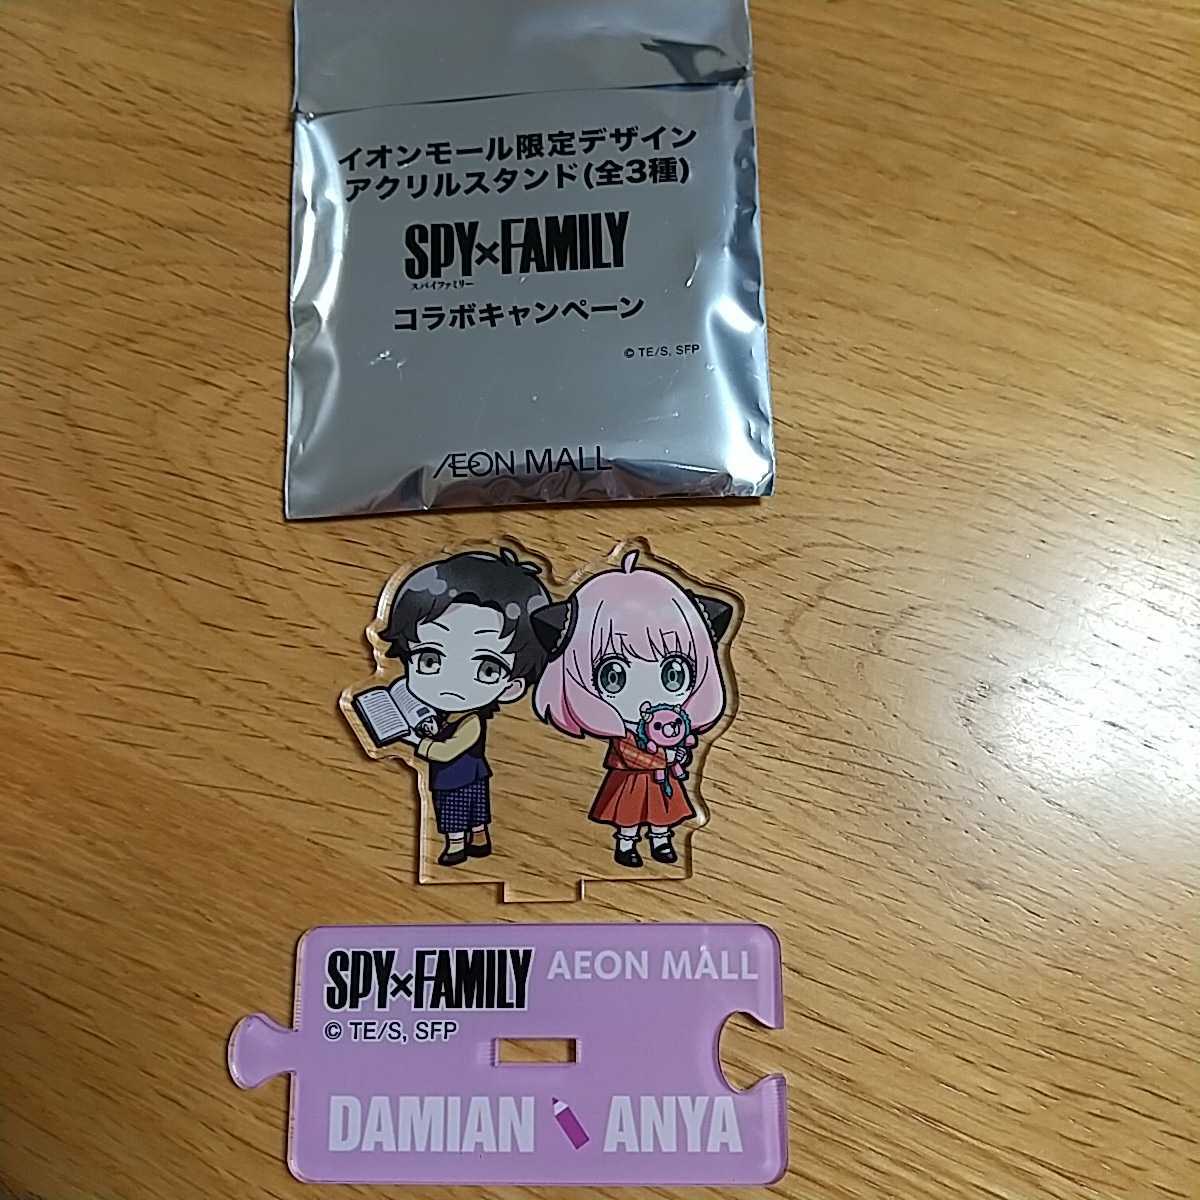 イオンモール限定デザイン
アクリルスタンド(全3種)
SPY×FAMILY
スパイファミリー
コラボキャンペーン
© TE/S, SFP
ÆON MALL
SPY×FAMILY AEON MALL
© TE/S, SFP
DAMIAN ANYA